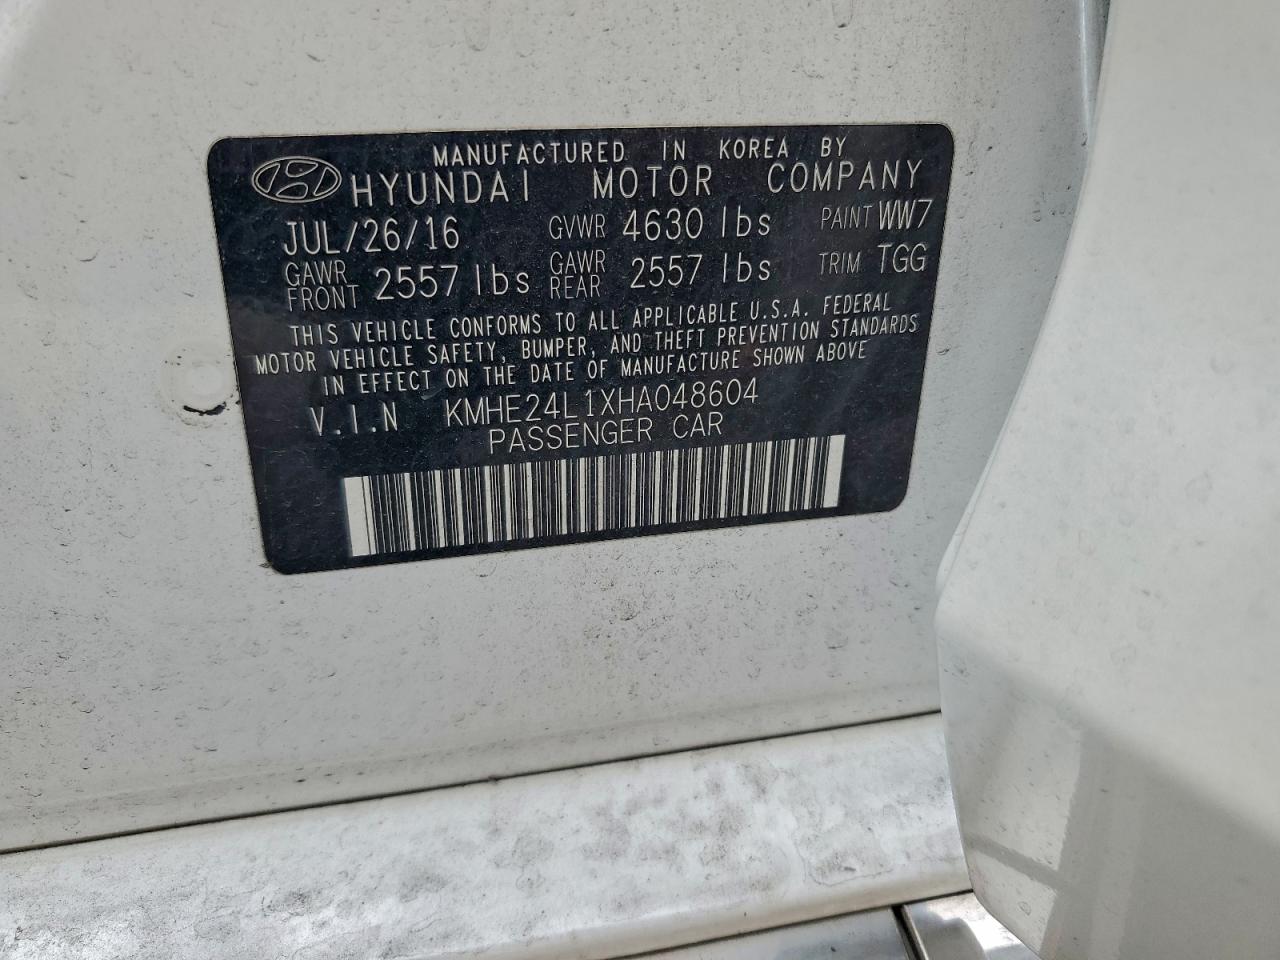 MANUFACTURED IN KOREA BY
HYUNDAI MOTOR COMPANY
JUL/26/16 GVWR 4630 lbs PAINT WW7
GAWR FRONT 2557 lbs GAWR REAR 2557 lbs TRIM TGG
THIS VEHICLE CONFORMS TO ALL APPLICABLE U.S.A. FEDERAL
MOTOR VEHICLE SAFETY, BUMPER, AND THEFT PREVENTION STANDARDS
IN EFFECT ON THE DATE OF MANUFACTURE SHOWN ABOVE
V.I.N KMHE24L1XHA048604
PASSENGER CAR